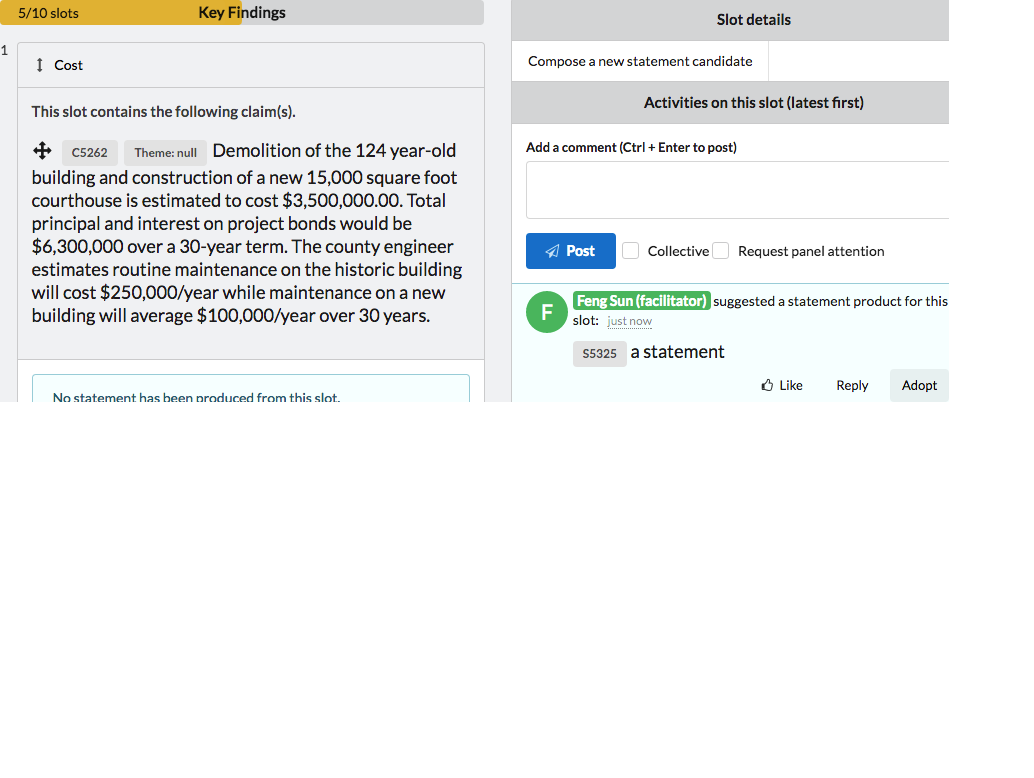 5/10 slots
Key Findings
1
Cost
This slot contains the following claim(s).
C5262 Theme: null Demolition of the 124 year-old
building and construction of a new 15,000 square foot
courthouse is estimated to cost $3,500,000.00. Total
principal and interest on project bonds would be
$6,300,000 over a 30-year term. The county engineer
estimates routine maintenance on the historic building
will cost $250,000/year while maintenance on a new
building will average $100,000/year over 30 years.
No statement has been produced from this slot.
Slot details
Compose a new statement candidate
Activities on this slot (latest first)
Add a comment (Ctrl + Enter to post)
Post Collective Request panel attention
F
Feng Sun (facilitator) suggested a statement product for this
slot: just now
S5325 a statement
Like Reply Adopt